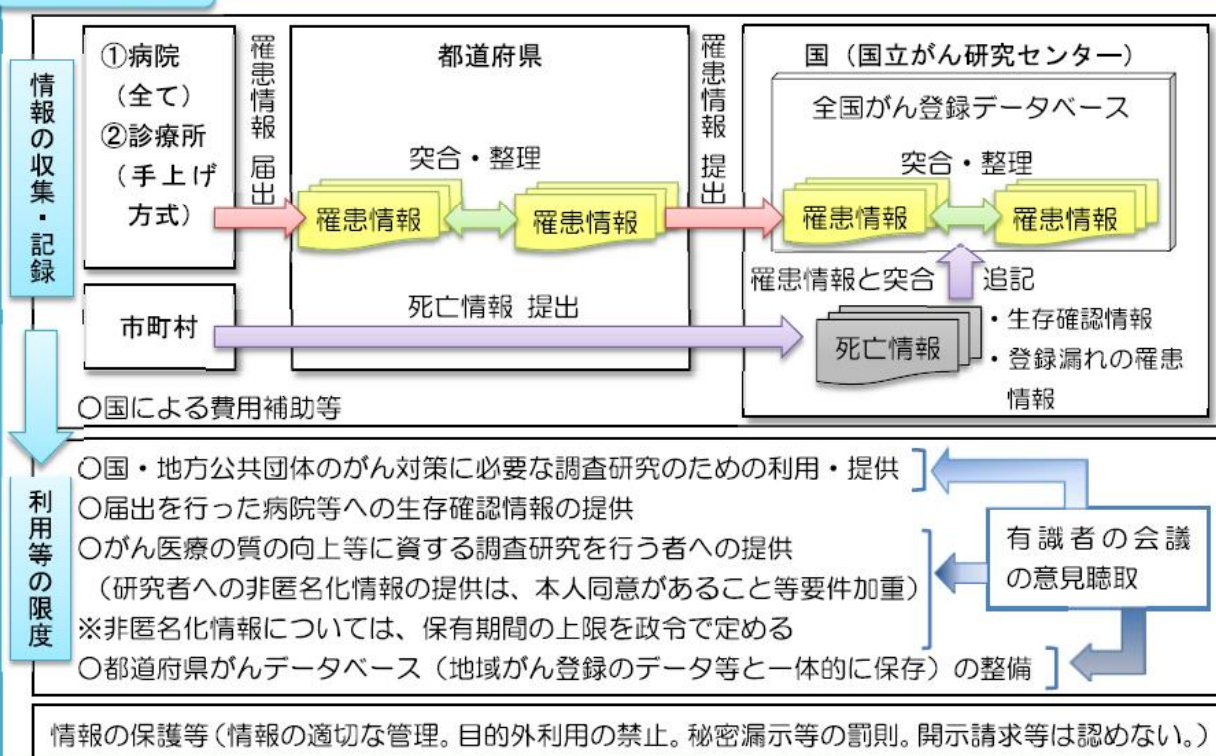 情報の収集・記録
①病院
（全て）
②診療所
（手上げ
方式）
罹患情報 届出
都道府県
突合・整理
罹患情報
罹患情報
罹患情報 提出
国（国立がん研究センター）
全国がん登録データベース
突合・整理
罹患情報
罹患情報
罹患情報と突合
追記
市町村
死亡情報 提出
死亡情報
・生存確認情報
・登録漏れの罹患
情報
〇国による費用補助等
利用等の限度
〇国・地方公共団体のがん対策に必要な調査研究のための利用・提供
〇届出を行った病院等への生存確認情報の提供
〇がん医療の質の向上等に資する調査研究を行う者への提供
（研究者への非匿名化情報の提供は、本人同意があること等要件加重）
※非匿名化情報については、保有期間の上限を政令で定める
〇都道府県がんデータベース（地域がん登録のデータ等と一体的に保存）の整備
有識者の会議
の意見聴取
情報の保護等（情報の適切な管理。目的外利用の禁止。秘密漏示等の罰則。開示請求等は認めない。）